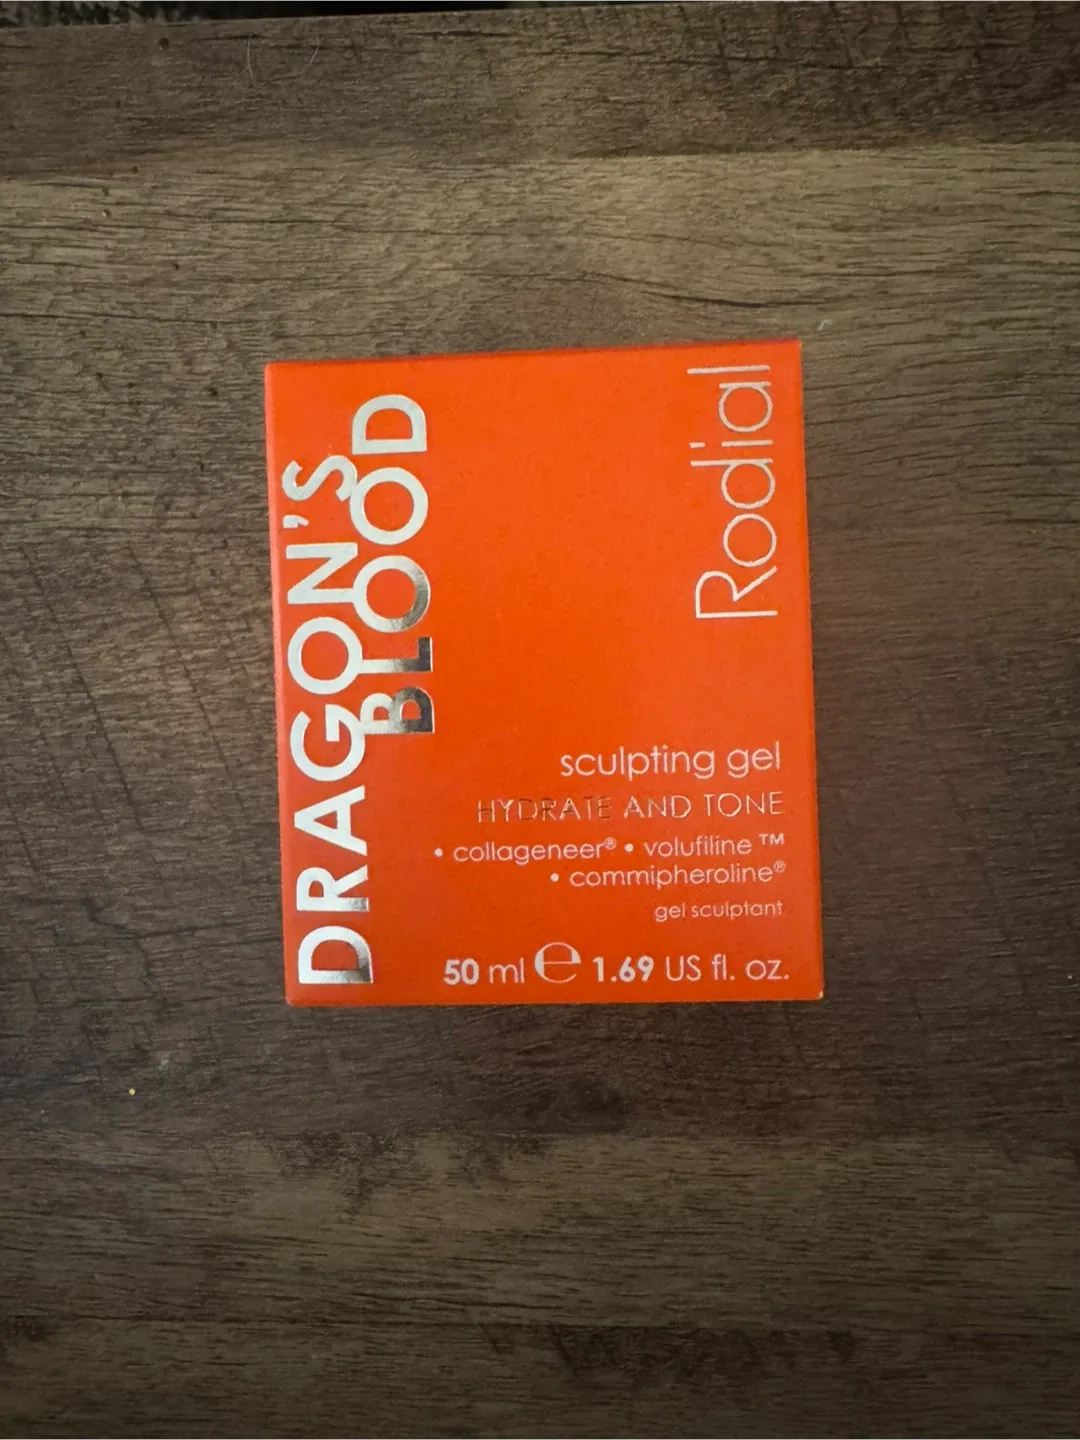 DRAGON'S
BLOOD
Rodial
sculpting gel
HYDRATE AND TONE
• collageneer® • volufiline ™
• commipheroline®
gel sculptant
50 ml ℮ 1.69 US fl. oz.